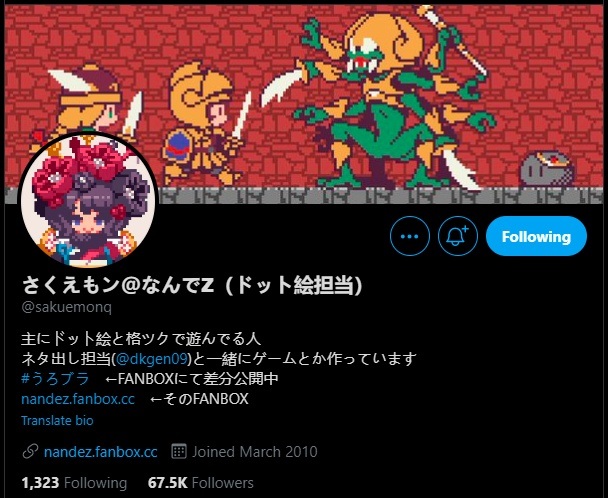 Following
さくえもン@なんでZ（ドット絵担当）
@sakuemonq
主にドット絵と格ツクで遊んでる人
ネタ出し担当(@dkgen09)と一緒にゲームとか作っています
#うろブラ　←FANBOXにて差分公開中
nandez.fanbox.cc　←そのFANBOX
Translate bio
nandez.fanbox.cc Joined March 2010
1,323 Following 67.5K Followers